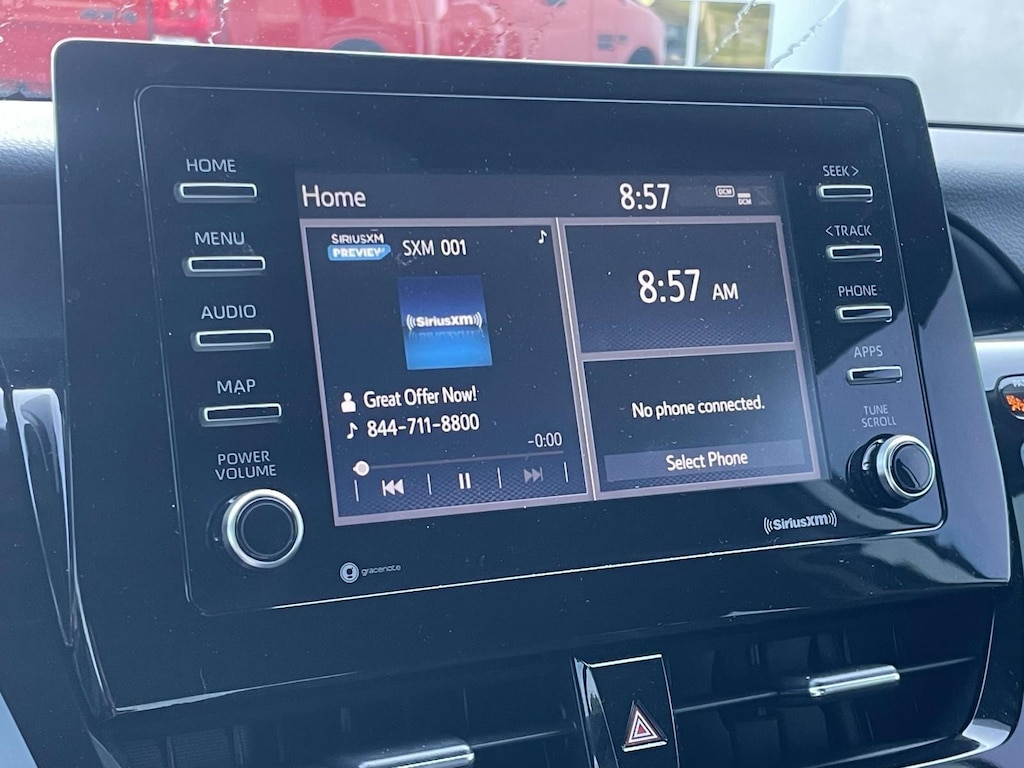 HOME
MENU
AUDIO
MAP
POWER
VOLUME
Home
8:57
DCM
DCM
SIRIUSXM
PREVIEW
SXM 001
((SiriusXM))
Great Offer Now!
844-711-8800
-0:00
8:57 AM
No phone connected.
Select Phone
SEEK >
< TRACK
PHONE
APPS
TUNE
SCROLL
gracenote
((SiriusXM))